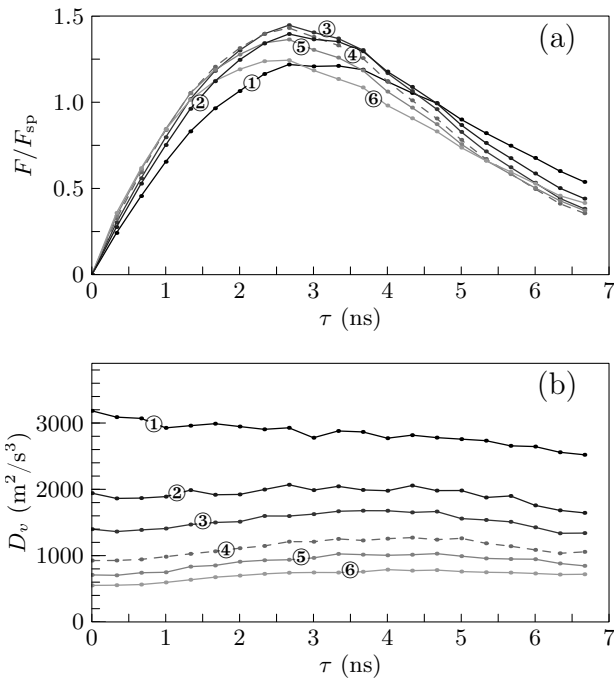 1.5
(a)
③
⑤
④
1.0
①
②
⑥
F/F_sp
0.5
0
0 1 2 3 4 5 6 7
τ (ns)
(b)
3000
①
D_v (m²/s³)
2000
②
③
④
⑤
1000
⑥
0
0 1 2 3 4 5 6 7
τ (ns)